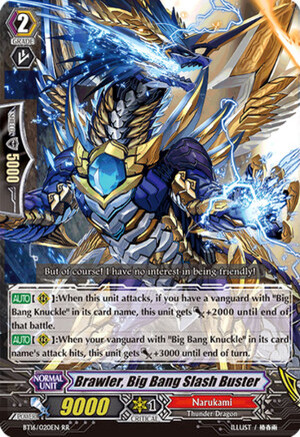 2
GRADE
5000
But of course! I have no interest in being friendly!
AUTO :When this unit attacks, if you have a vanguard with "Big
Bang Knuckle" in its card name, this unit gets +2000 until end of
that battle.
AUTO :When your vanguard with "Big Bang Knuckle" in its card
name's attack hits, this unit gets +3000 until end of turn.
NORMAL
UNIT
Brawler, Big Bang Slash Buster
9000
1
CRITICAL
Narukami
Thunder Dragon
BT16/020EN RR
ILLUST / 椿春雨